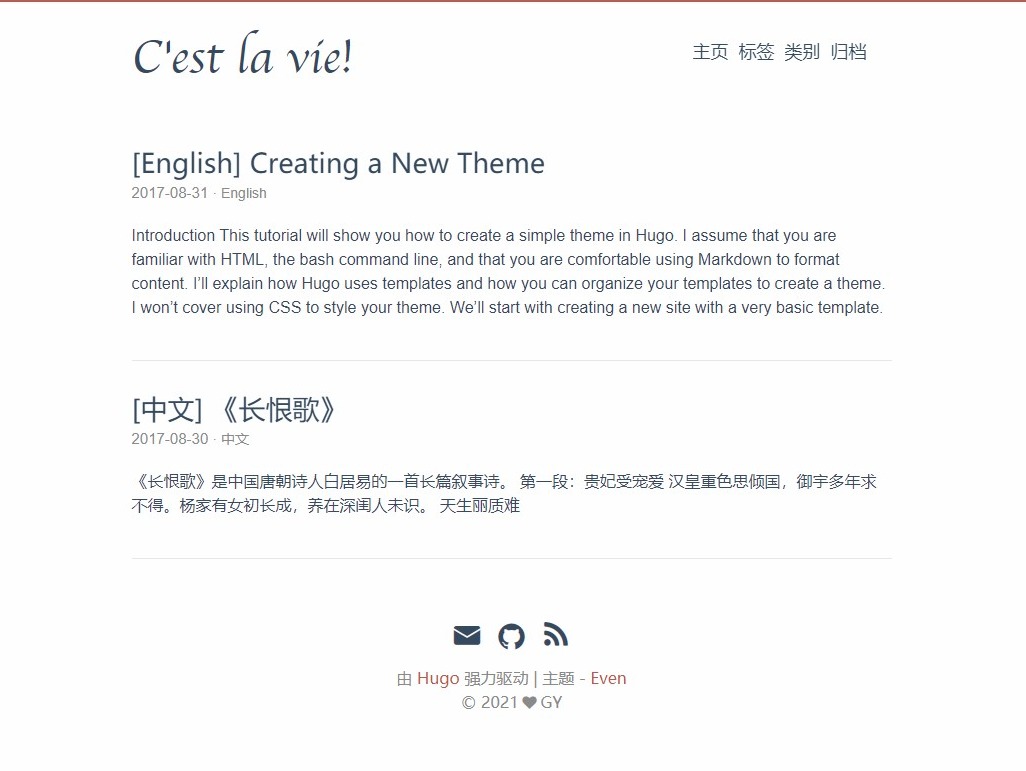 C'est la vie!
主页 标签 类别 归档
[English] Creating a New Theme
2017-08-31 · English
Introduction This tutorial will show you how to create a simple theme in Hugo. I assume that you are
familiar with HTML, the bash command line, and that you are comfortable using Markdown to format
content. I’ll explain how Hugo uses templates and how you can organize your templates to create a theme.
I won’t cover using CSS to style your theme. We’ll start with creating a new site with a very basic template.
[中文] 《长恨歌》
2017-08-30 · 中文
《长恨歌》是中国唐朝诗人白居易的一首长篇叙事诗。 第一段：贵妃受宠爱 汉皇重色思倾国，御宇多年求
不得。杨家有女初长成，养在深闺人未识。 天生丽质难
由 Hugo 强力驱动 | 主题 - Even
© 2021 ♥ GY